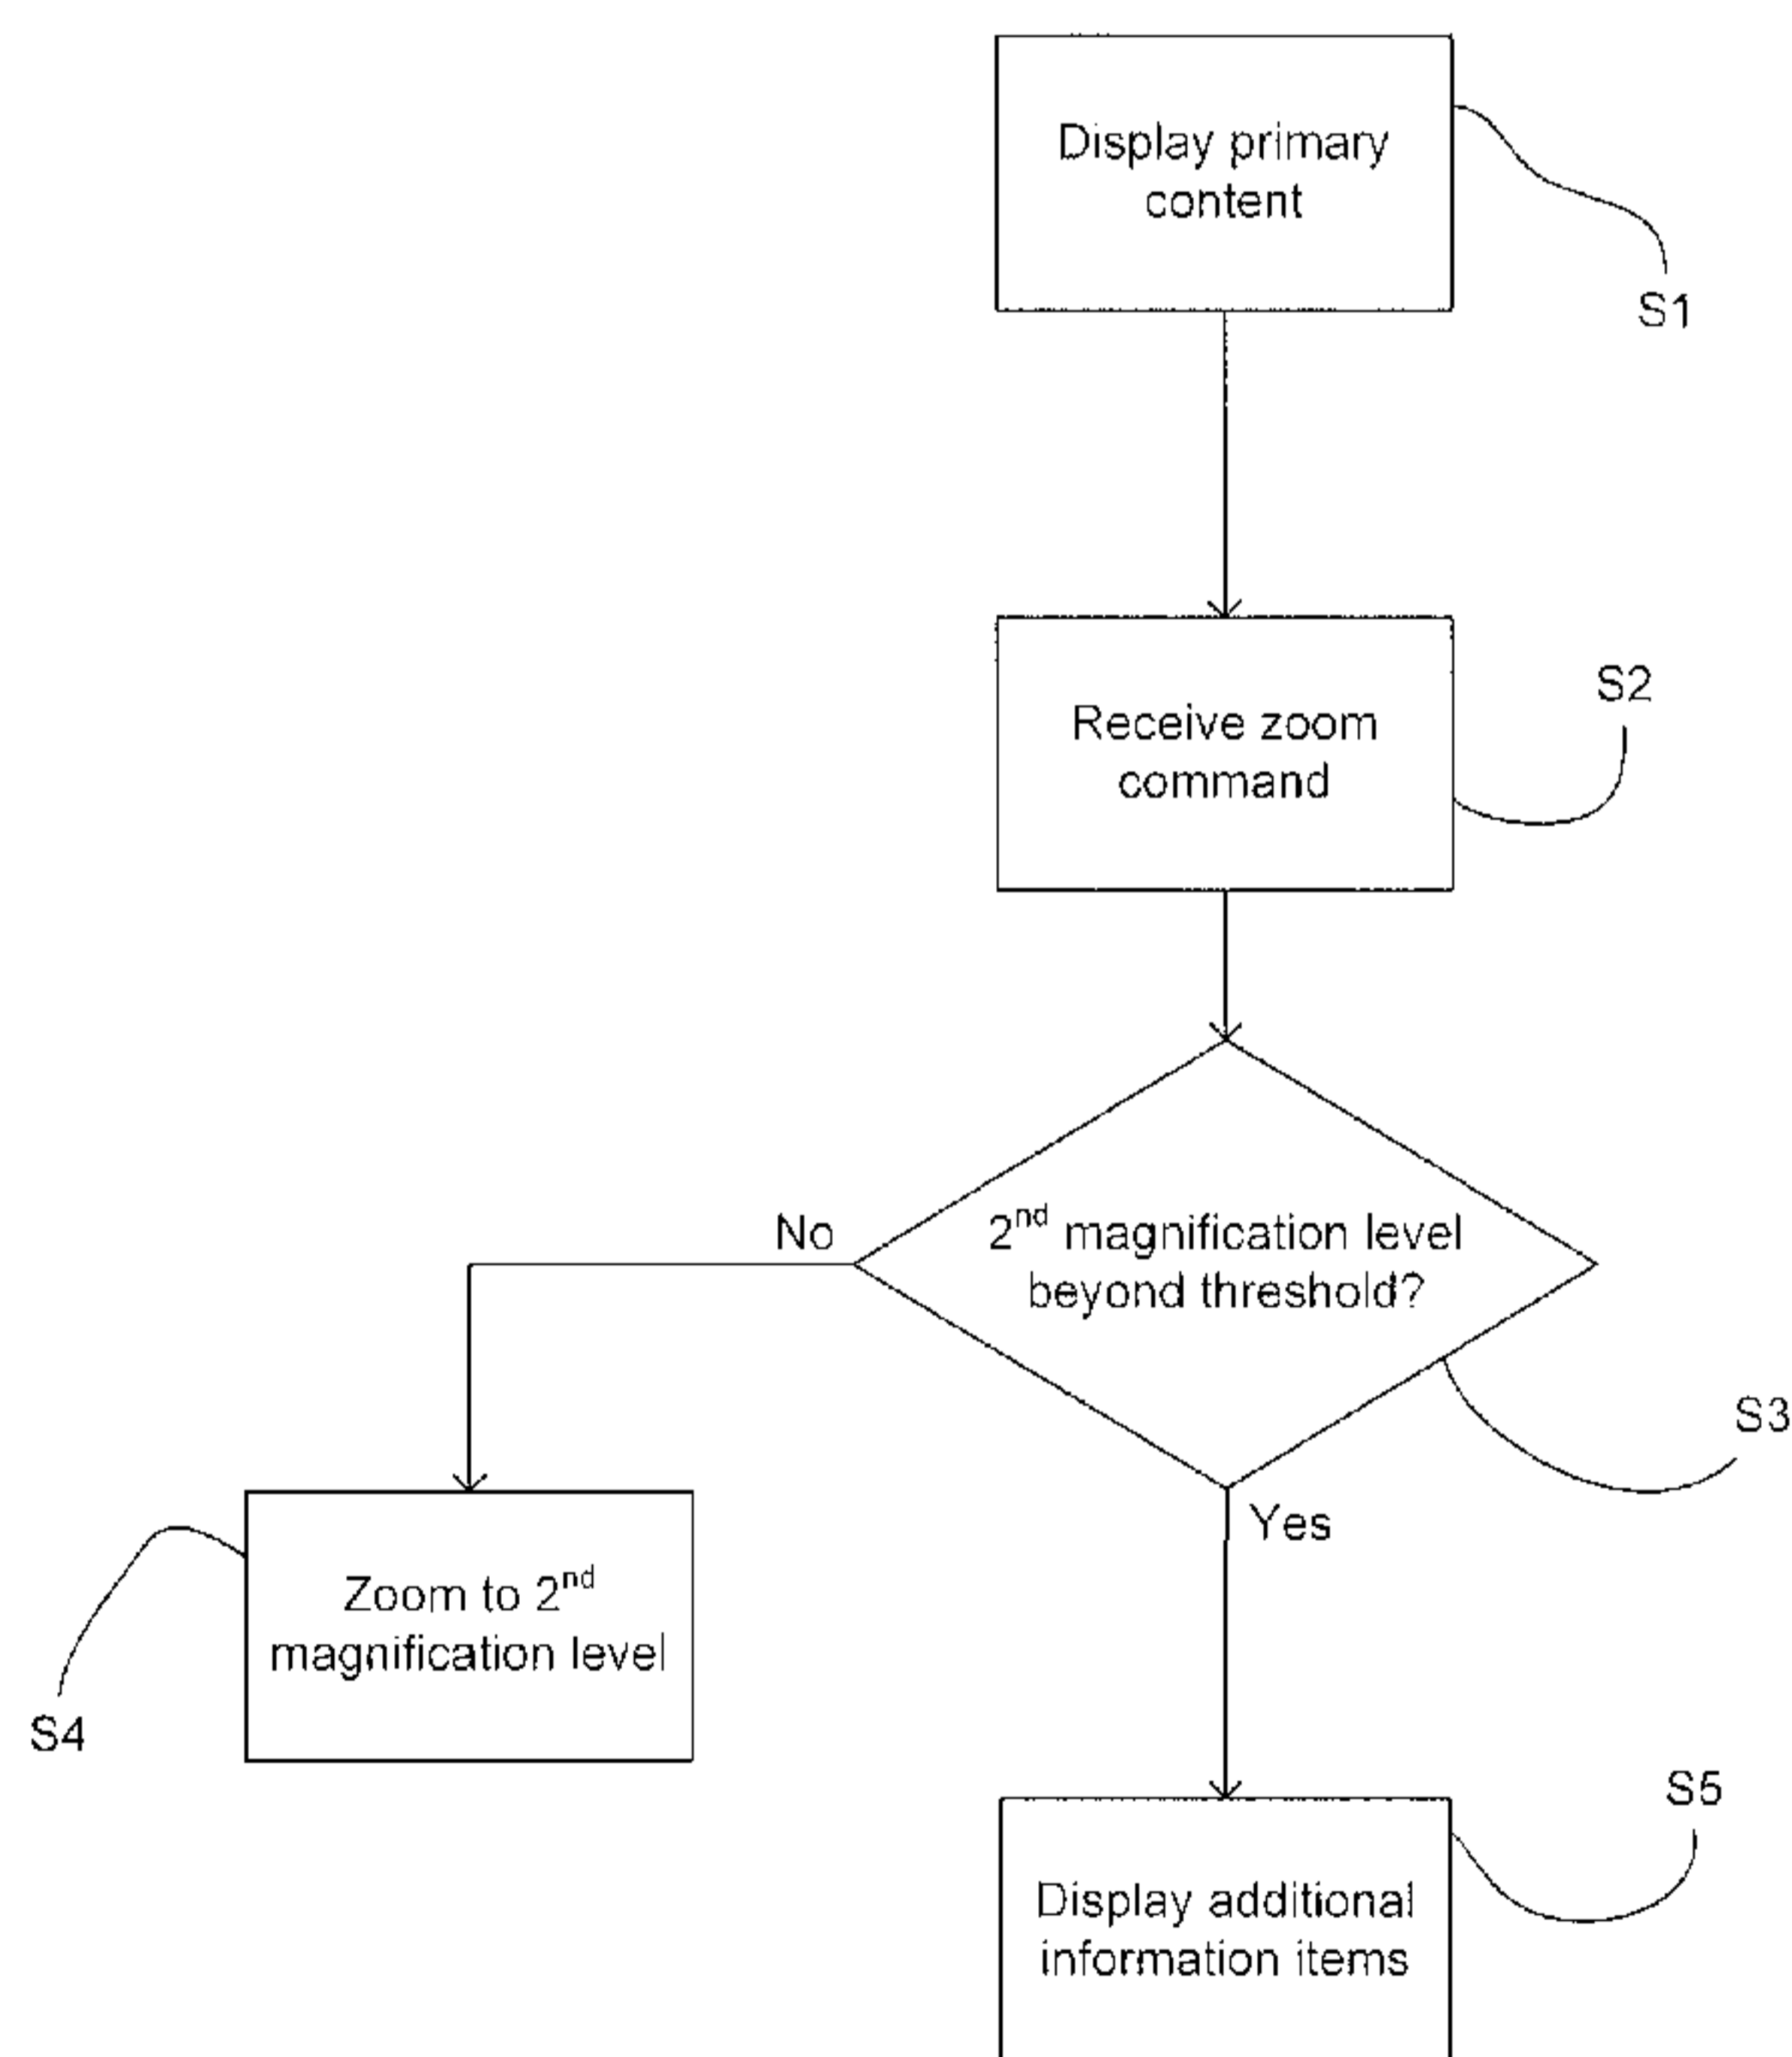 Display primary
content
S1
S2
Receive zoom
command
No
2nd magnification level
beyond threshold?
S3
Yes
Zoom to 2nd
magnification level
S4
S5
Display additional
information items